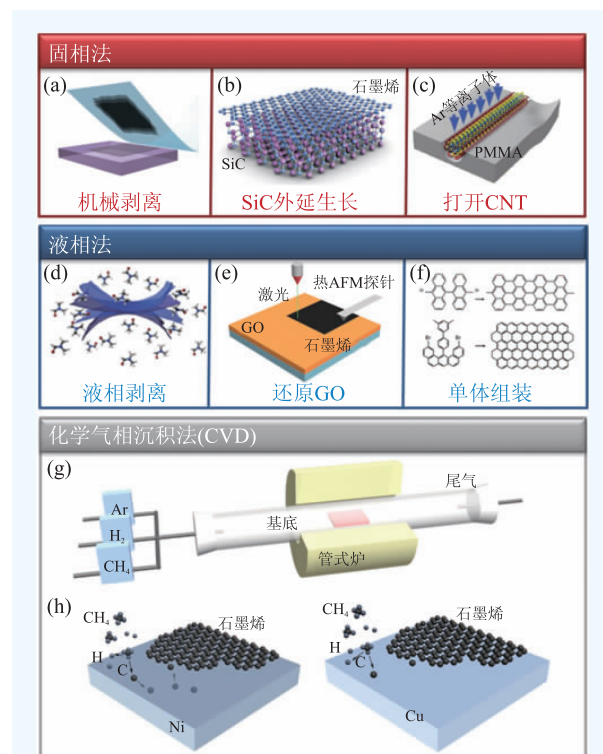 固相法
(a)
(b)
石墨烯
SiC
(c)
Ar等离子体
PMMA
机械剥离
SiC外延生长
打开CNT
液相法
(d)
(e)
激光
热AFM探针
GO
石墨烯
(f)
Br
Br
液相剥离
还原GO
单体组装
化学气相沉积法(CVD)
(g)
Ar
H₂
CH₄
基底
管式炉
尾气
(h)
CH₄
H
C
石墨烯
Ni
CH₄
H
C
石墨烯
Cu